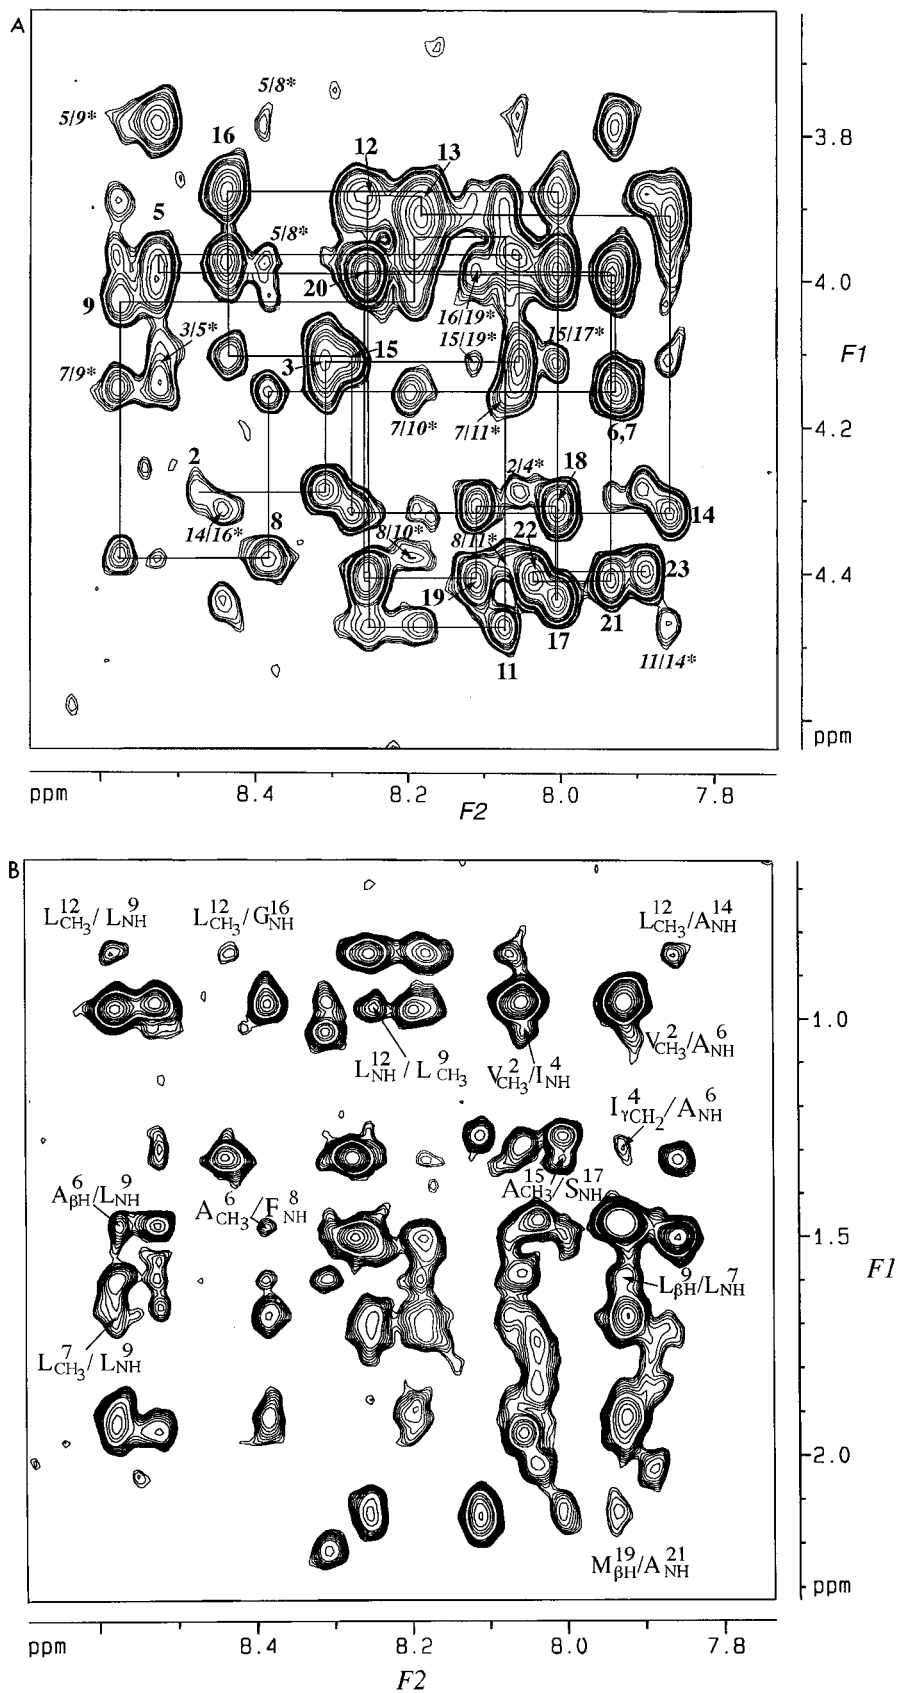 A
5/9*
5/8*
16
12
13
3.8
5
5/8*
20
4.0
9
16/19*
3/5*
15/19*
15/17*
F1
3
15
7/9*
7/10*
7/11*
6,7
4.2
2
2/4*
18
14/16*
14
8
8/10*
8/11*
22
23
4.4
19
21
17
11
11/14*
ppm
ppm
8.4
8.2
8.0
7.8
F2
B
L¹²CH₃/L⁹NH
L¹²CH₃/G¹⁶NH
L¹²CH₃/A¹⁴NH
1.0
L¹²NH/L⁹CH₃
V²CH₃/I⁴NH
V²CH₃/A⁶NH
I⁴γCH₂/A⁶NH
A⁶βH/L⁹NH
A⁶CH₃/F⁸NH
A¹⁵CH₃/S¹⁷NH
1.5
F1
L⁹βH/L⁷NH
L⁷CH₃/L⁹NH
2.0
M¹⁹βH/A²¹NH
ppm
ppm
8.4
8.2
8.0
7.8
F2